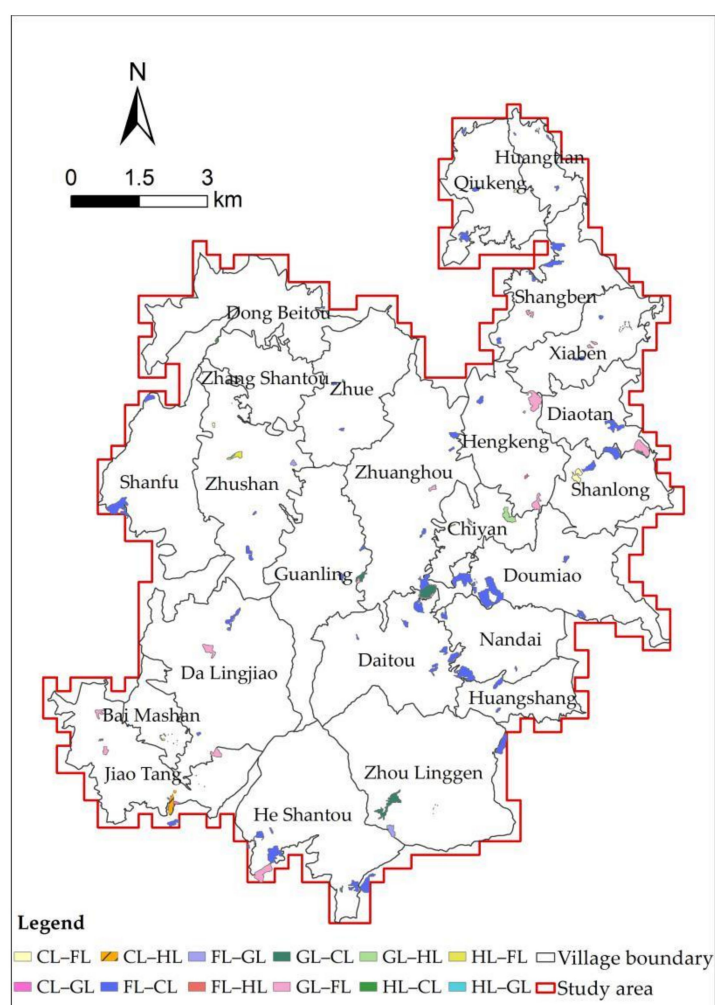 N
0 1.5 3
km
Huangtian
Qiukeng
Shangben
Dong Beitou
Xiaben
Zhang Shantou
Zhue
Diaotan
Hengkeng
Zhuanghou
Shanfu
Zhushan
Shanlong
Chiyan
Guanling
Doumiao
Nandai
Daitou
Da Lingjiao
Huangshang
Bai Mashan
Jiao Tang
Zhou Linggen
He Shantou
Legend
CL–FL CL–HL FL–GL GL–CL GL–HL HL–FL Village boundary
CL–GL FL–CL FL–HL GL–FL HL–CL HL–GL Study area